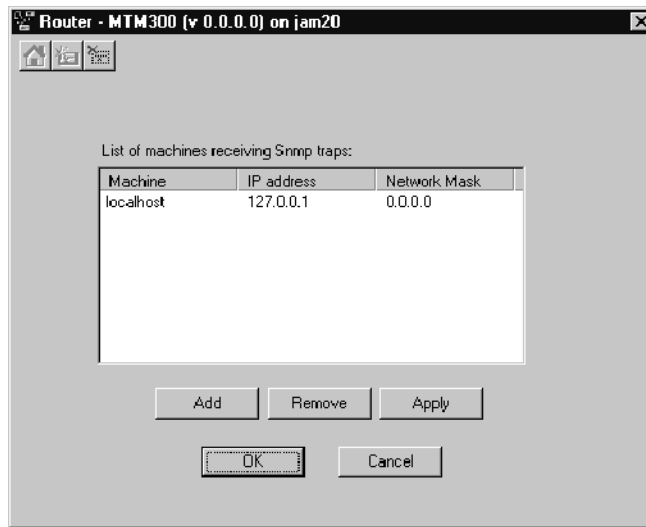 Router - MTM300 (v 0.0.0.0) on jam20
List of machines receiving Snmp traps:
Machine IP address Network Mask
localhost 127.0.0.1 0.0.0.0
Add Remove Apply
OK Cancel